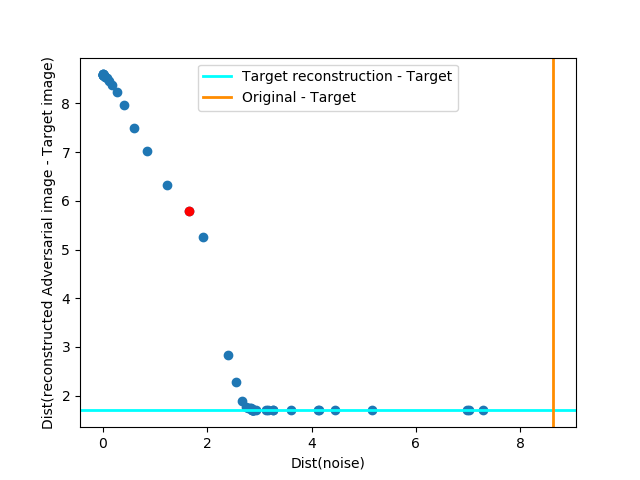 Target reconstruction - Target
Original - Target
Dist(reconstructed Adversarial image - Target image)
8
7
6
5
4
3
2
0 2 4 6 8
Dist(noise)